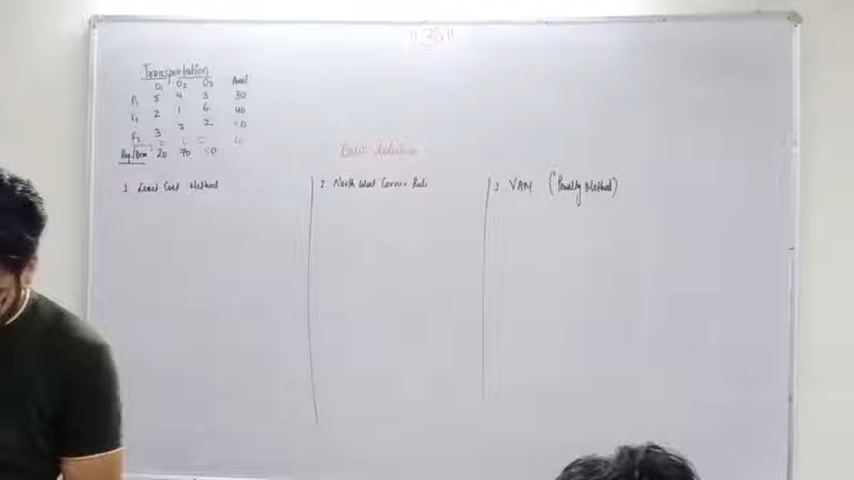 "35"
Transportation
O₁ O₂ O₃ Avail
P₁ 5 4 3 30
P₂ 2 1 6 40
P₃ 3 2 2
Req/Dem 20 70 50
Basic Solution
1 Least Cost Method
2 North West Corner Rule
3 VAM (Penalty Method)